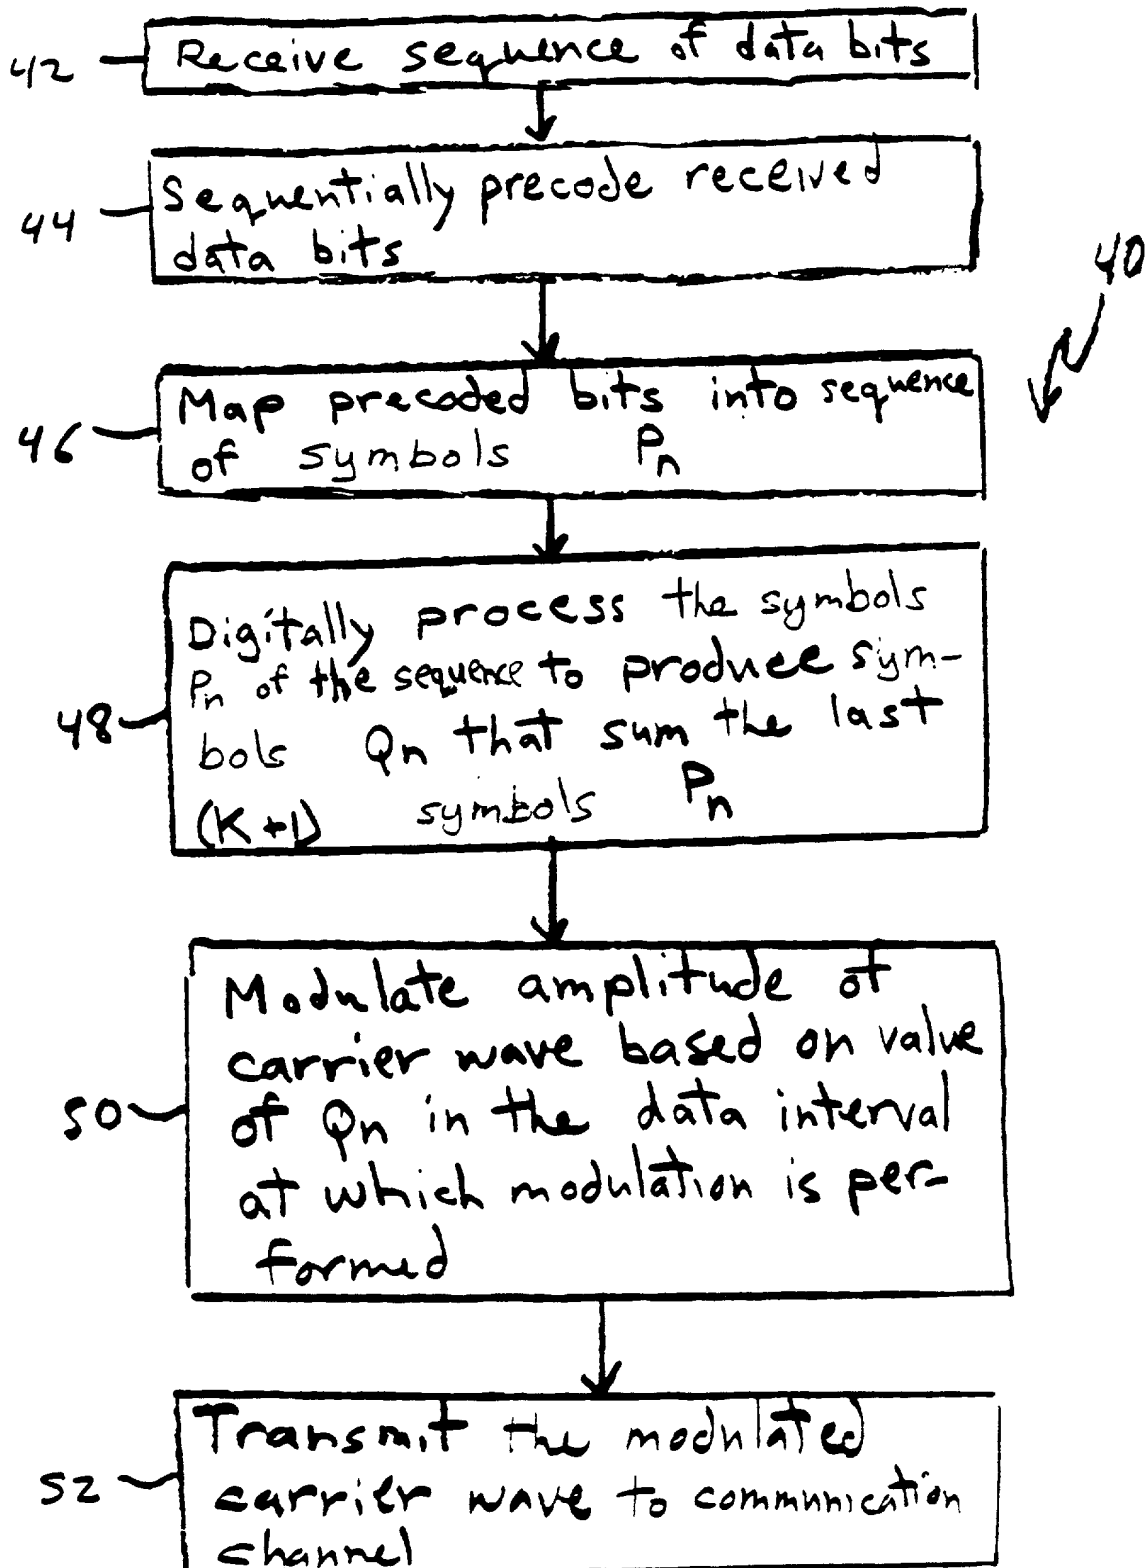 42
Receive sequence of data bits
44
Sequentially precode received
data bits
40
46
Map precoded bits into sequence
of symbols Pn
48
Digitally process the symbols
Pn of the sequence to produce sym-
bols Qn that sum the last
(K+1) symbols Pn
50
Modulate amplitude of
carrier wave based on value
of Qn in the data interval
at which modulation is per-
formed
52
Transmit the modulated
carrier wave to communication
channel